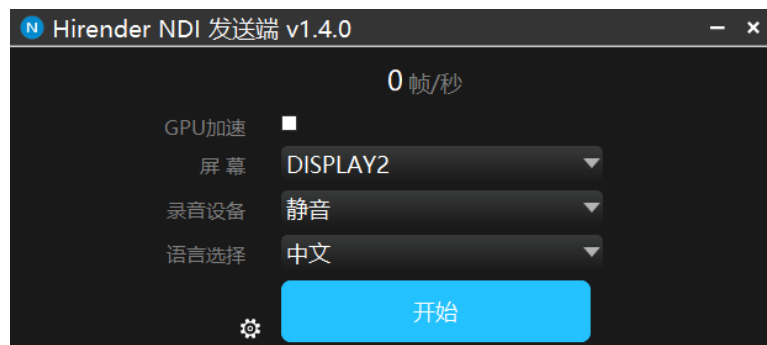 N Hirender NDI 发送端 v1.4.0
0 帧/秒
GPU加速
屏 幕 DISPLAY2
录音设备 静音
语言选择 中文
开始